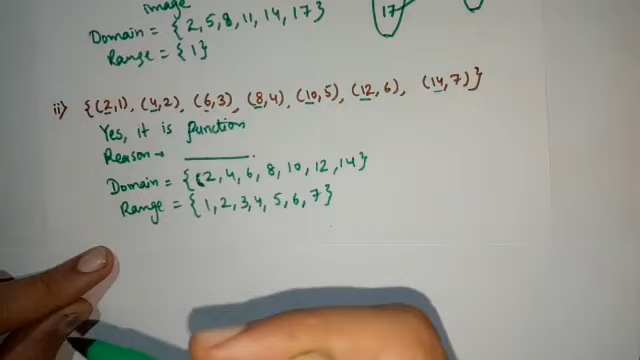 image
Domain = {2, 5, 8, 11, 14, 17}
Range = {1}
17
ii) {(2,1), (4,2), (6,3), (8,4), (10,5), (12,6), (14,7)}
Yes, it is function
Reason → ______.
Domain = {2, 4, 6, 8, 10, 12, 14}
Range = {1, 2, 3, 4, 5, 6, 7}